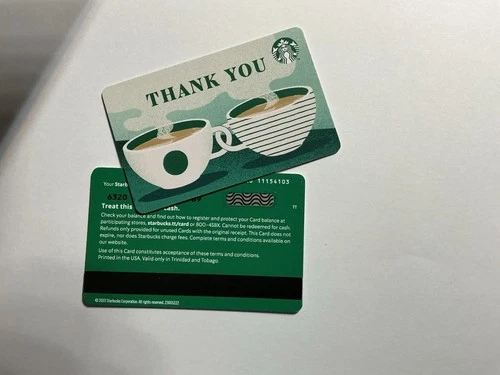 THANK YOU
Your Starb
11154103
6320
49
Treat this cash.
17
Check your balance and find out how to register and protect your Card balance at
participating stores, starbucks.tt/card or 800-4SBX. Cannot be redeemed for cash.
Refunds only provided for unused Cards with the original receipt. This Card does not
expire, nor does Starbucks charge fees. Complete terms and conditions available on
our website.
Use of this Card constitutes acceptance of these terms and conditions.
Printed in the USA. Valid only in Trinidad and Tobago.
© 2022 Starbucks Corporation. All rights reserved.